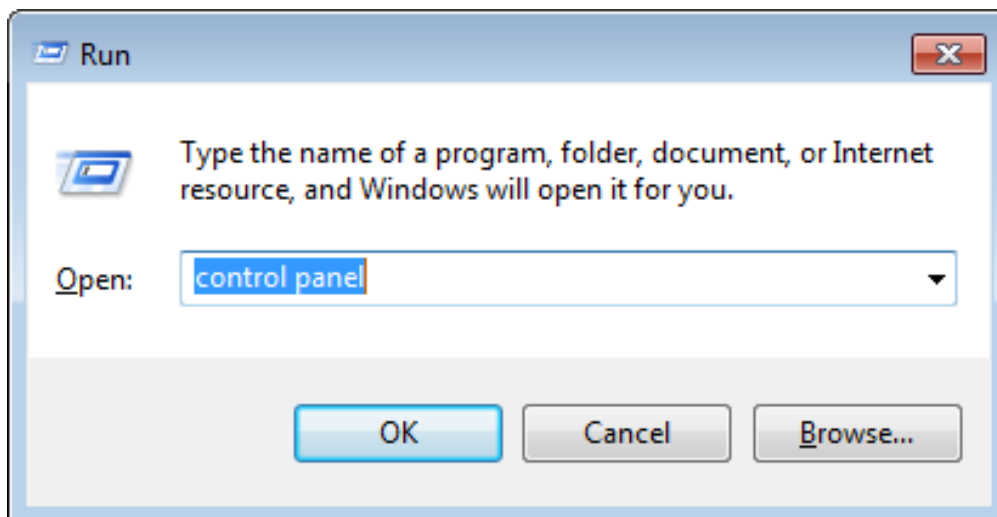 Run
Type the name of a program, folder, document, or Internet
resource, and Windows will open it for you.
Open: control panel
OK Cancel Browse...